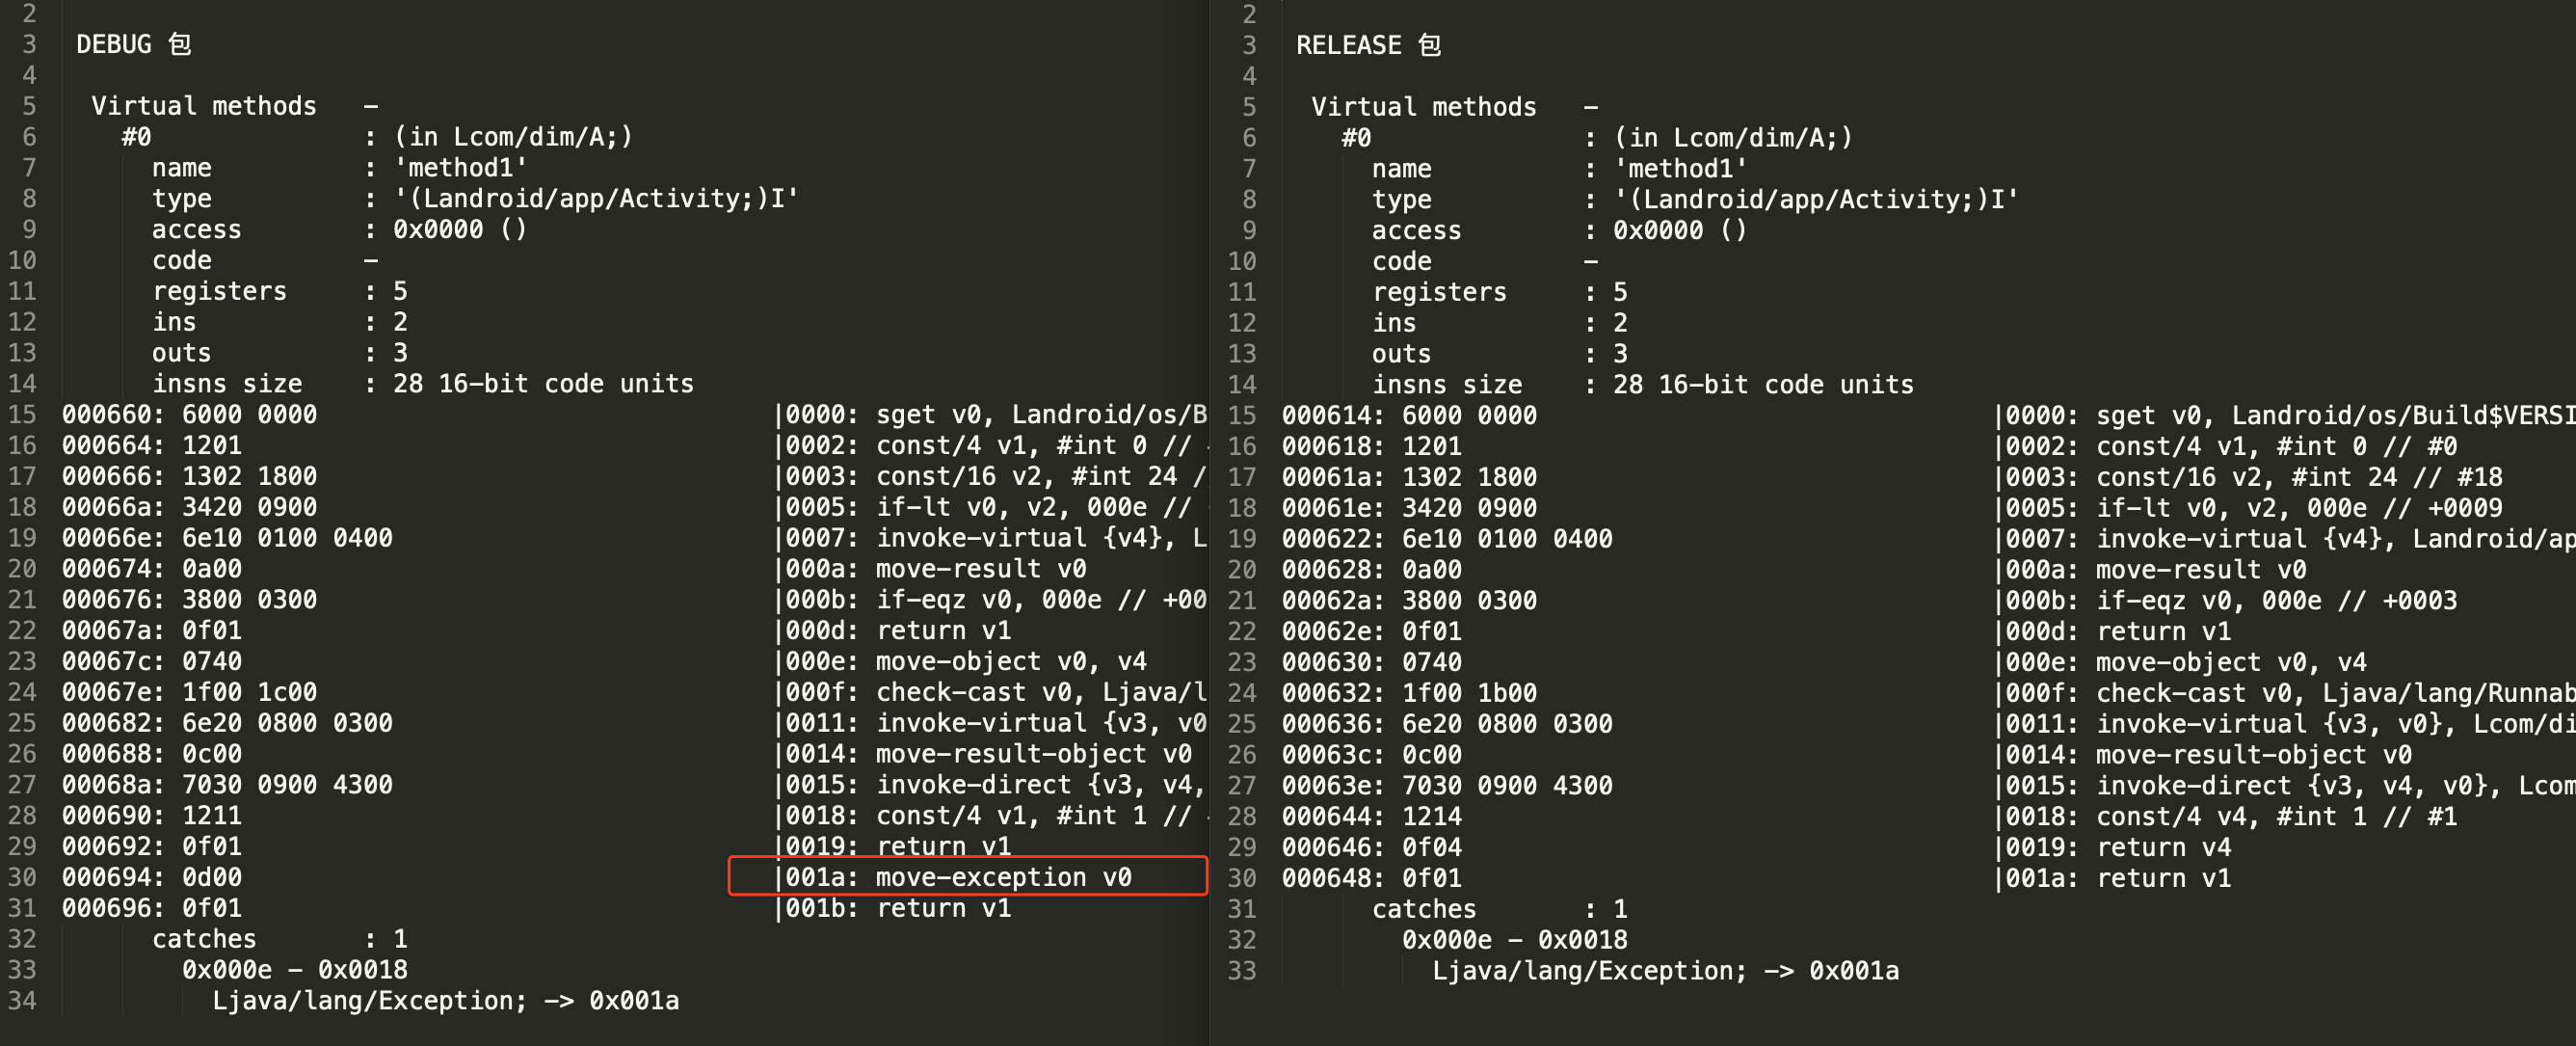 2
3 DEBUG 包
4
5 Virtual methods -
6 #0 : (in Lcom/dim/A;)
7 name : 'method1'
8 type : '(Landroid/app/Activity;)I'
9 access : 0x0000 ()
10 code -
11 registers : 5
12 ins : 2
13 outs : 3
14 insns size : 28 16-bit code units
15 000660: 6000 0000 |0000: sget v0, Landroid/os/B
16 000664: 1201 |0002: const/4 v1, #int 0 //
17 000666: 1302 1800 |0003: const/16 v2, #int 24 /
18 00066a: 3420 0900 |0005: if-lt v0, v2, 000e //
19 00066e: 6e10 0100 0400 |0007: invoke-virtual {v4}, L
20 000674: 0a00 |000a: move-result v0
21 000676: 3800 0300 |000b: if-eqz v0, 000e // +00
22 00067a: 0f01 |000d: return v1
23 00067c: 0740 |000e: move-object v0, v4
24 00067e: 1f00 1c00 |000f: check-cast v0, Ljava/l
25 000682: 6e20 0800 0300 |0011: invoke-virtual {v3, v0
26 000688: 0c00 |0014: move-result-object v0
27 00068a: 7030 0900 4300 |0015: invoke-direct {v3, v4,
28 000690: 1211 |0018: const/4 v1, #int 1 //
29 000692: 0f01 |0019: return v1
30 000694: 0d00 |001a: move-exception v0
31 000696: 0f01 |001b: return v1
32 catches : 1
33 0x000e - 0x0018
34 Ljava/lang/Exception; -> 0x001a
2
3 RELEASE 包
4
5 Virtual methods -
6 #0 : (in Lcom/dim/A;)
7 name : 'method1'
8 type : '(Landroid/app/Activity;)I'
9 access : 0x0000 ()
10 code -
11 registers : 5
12 ins : 2
13 outs : 3
14 insns size : 28 16-bit code units
15 000614: 6000 0000 |0000: sget v0, Landroid/os/Build$VERSI
16 000618: 1201 |0002: const/4 v1, #int 0 // #0
17 00061a: 1302 1800 |0003: const/16 v2, #int 24 // #18
18 00061e: 3420 0900 |0005: if-lt v0, v2, 000e // +0009
19 000622: 6e10 0100 0400 |0007: invoke-virtual {v4}, Landroid/ap
20 000628: 0a00 |000a: move-result v0
21 00062a: 3800 0300 |000b: if-eqz v0, 000e // +0003
22 00062e: 0f01 |000d: return v1
23 000630: 0740 |000e: move-object v0, v4
24 000632: 1f00 1b00 |000f: check-cast v0, Ljava/lang/Runnab
25 000636: 6e20 0800 0300 |0011: invoke-virtual {v3, v0}, Lcom/di
26 00063c: 0c00 |0014: move-result-object v0
27 00063e: 7030 0900 4300 |0015: invoke-direct {v3, v4, v0}, Lcom
28 000644: 1214 |0018: const/4 v4, #int 1 // #1
29 000646: 0f04 |0019: return v4
30 000648: 0f01 |001a: return v1
31 catches : 1
32 0x000e - 0x0018
33 Ljava/lang/Exception; -> 0x001a